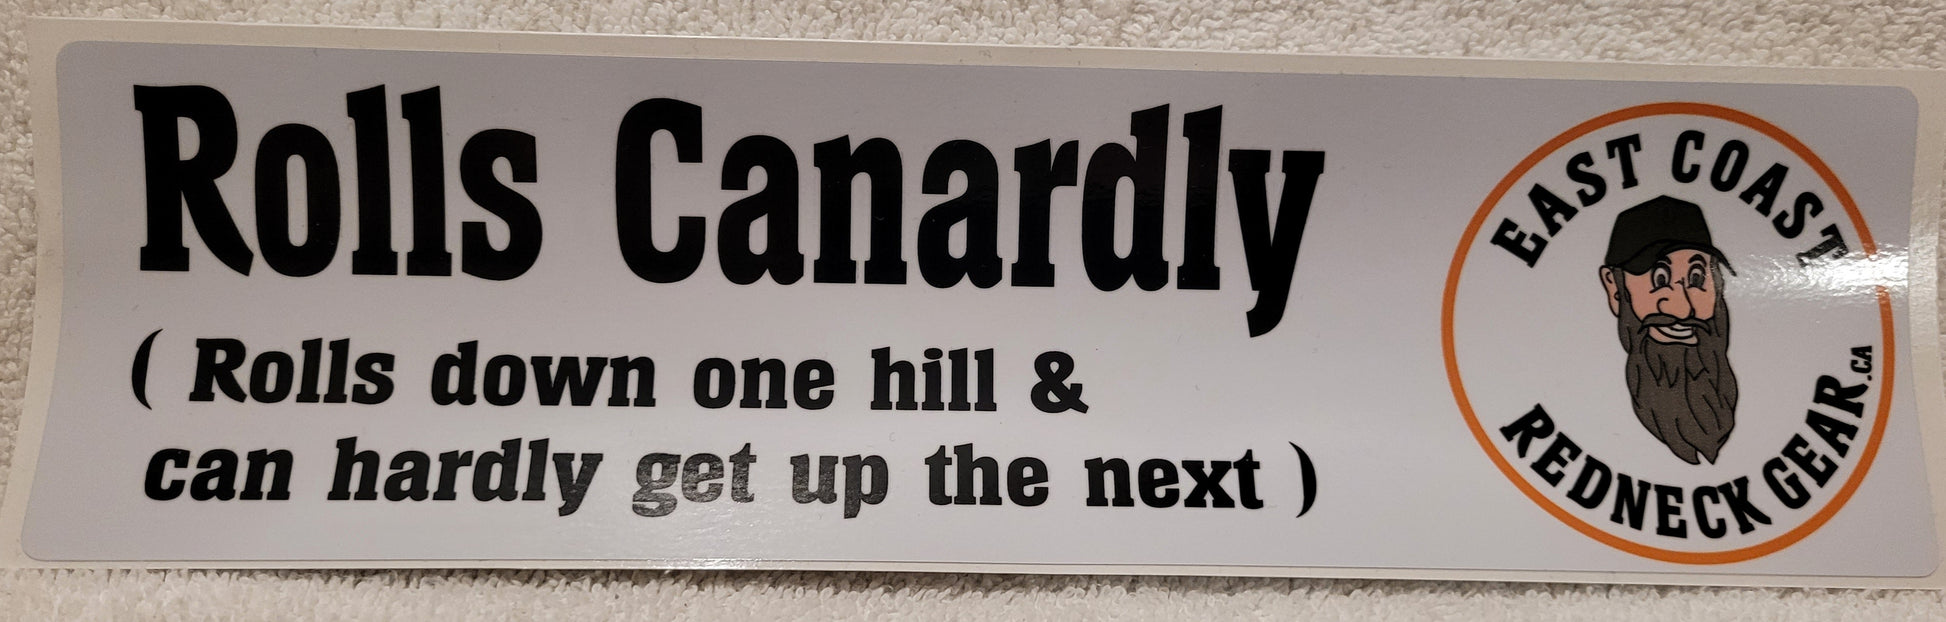 Rolls Canardly
( Rolls down one hill &
can hardly get up the next )
EAST COAST
REDNECK GEAR.CA